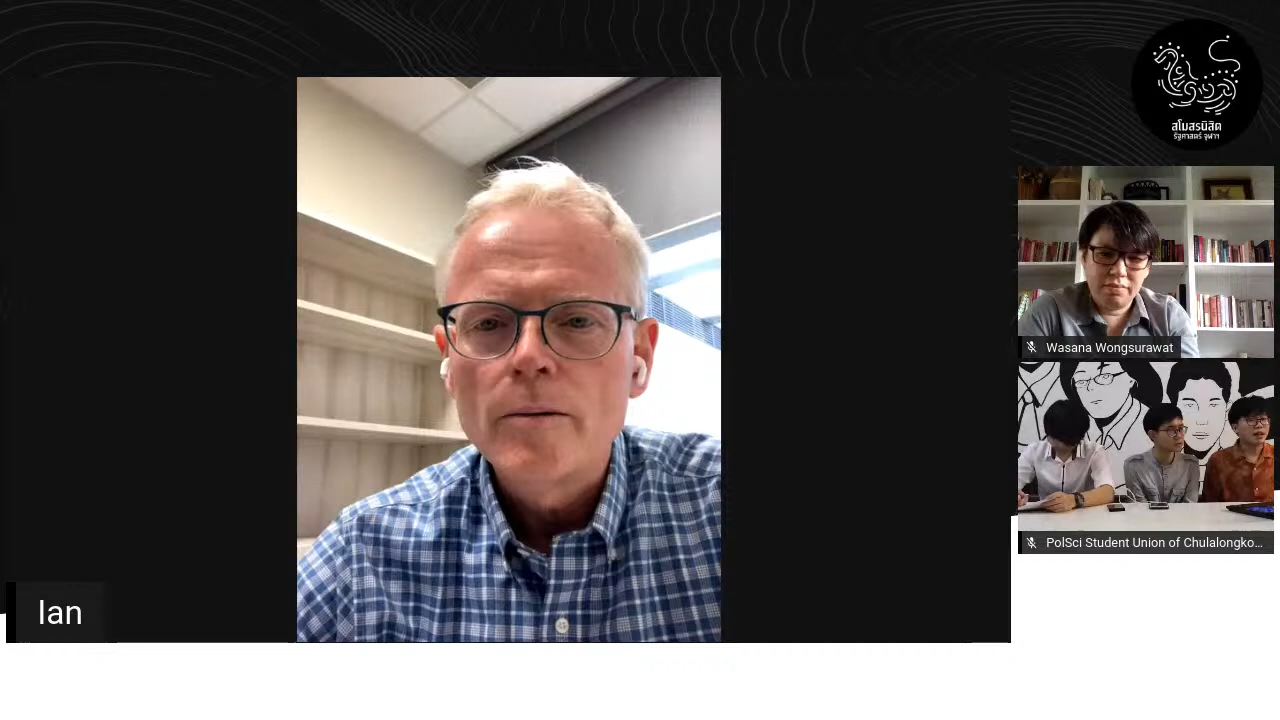 สโมสรนิสิต
รัฐศาสตร์ จุฬาฯ
Wasana Wongsurawat
PolSci Student Union of Chulalongko...
Ian